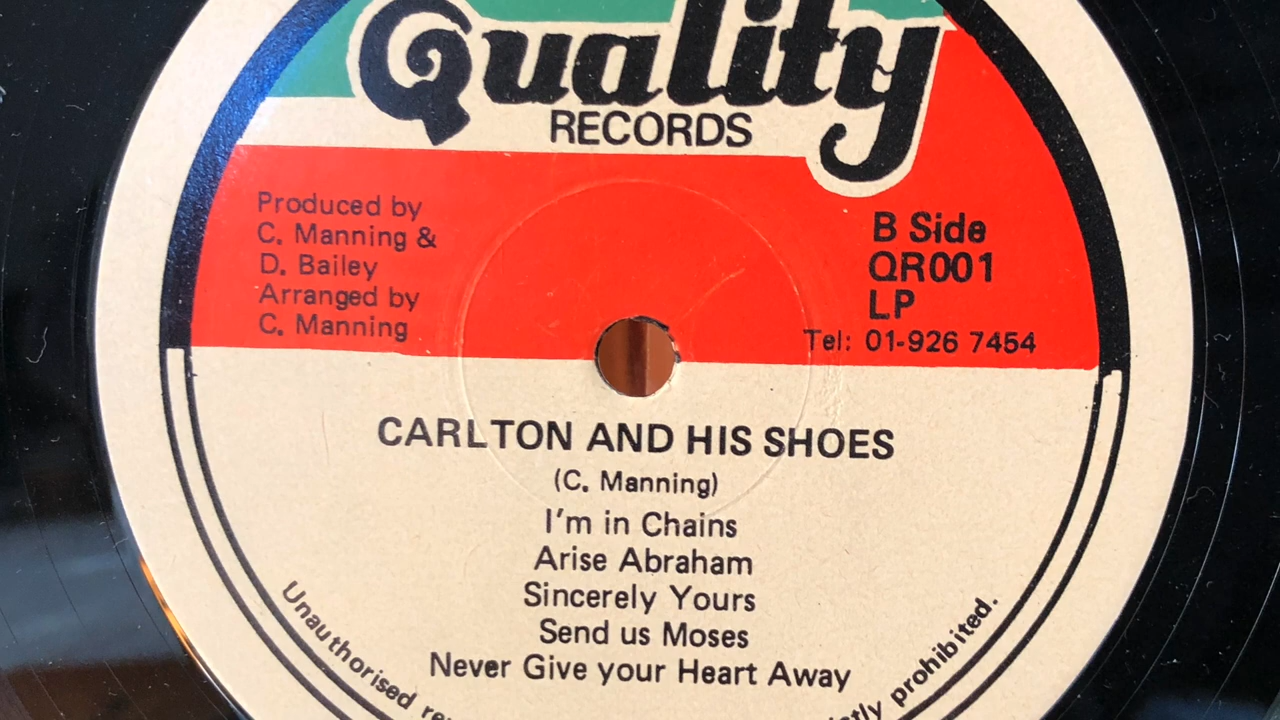 Quality
RECORDS
Produced by
C. Manning &
D. Bailey
Arranged by
C. Manning
B Side
QR001
LP
Tel: 01-926 7454
CARLTON AND HIS SHOES
(C. Manning)
I'm in Chains
Arise Abraham
Sincerely Yours
Send us Moses
Never Give your Heart Away
Unauthorised
prohibited.